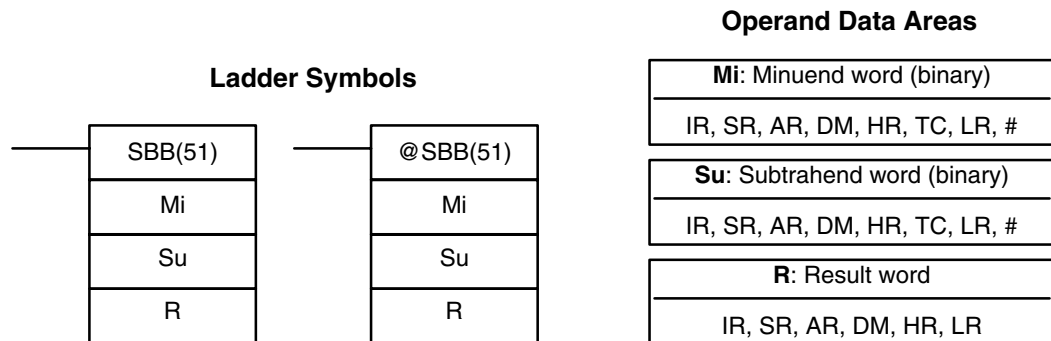 Ladder Symbols
SBB(51)
Mi
Su
R
@SBB(51)
Mi
Su
R
Operand Data Areas
Mi: Minuend word (binary)
IR, SR, AR, DM, HR, TC, LR, #
Su: Subtrahend word (binary)
IR, SR, AR, DM, HR, TC, LR, #
R: Result word
IR, SR, AR, DM, HR, LR